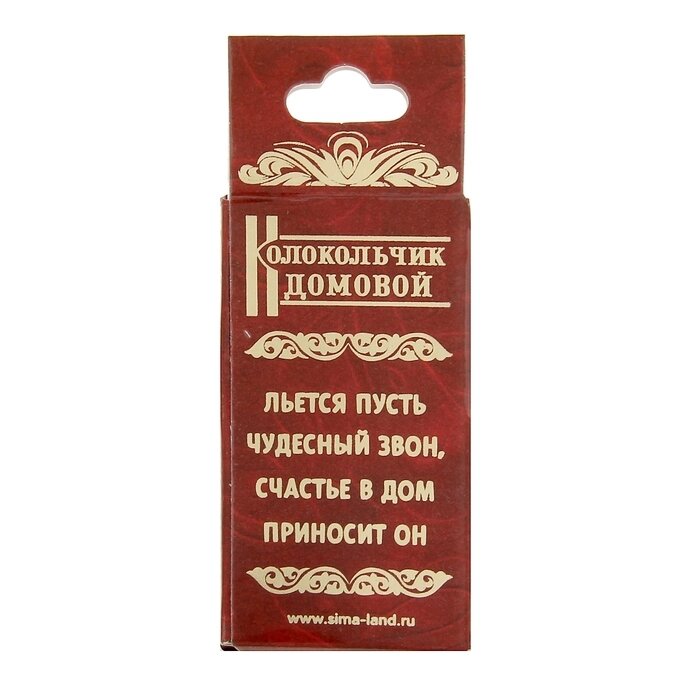 Колокольчик
домовой
льется пусть
чудесный звон,
счастье в дом
приносит он
www.sima-land.ru